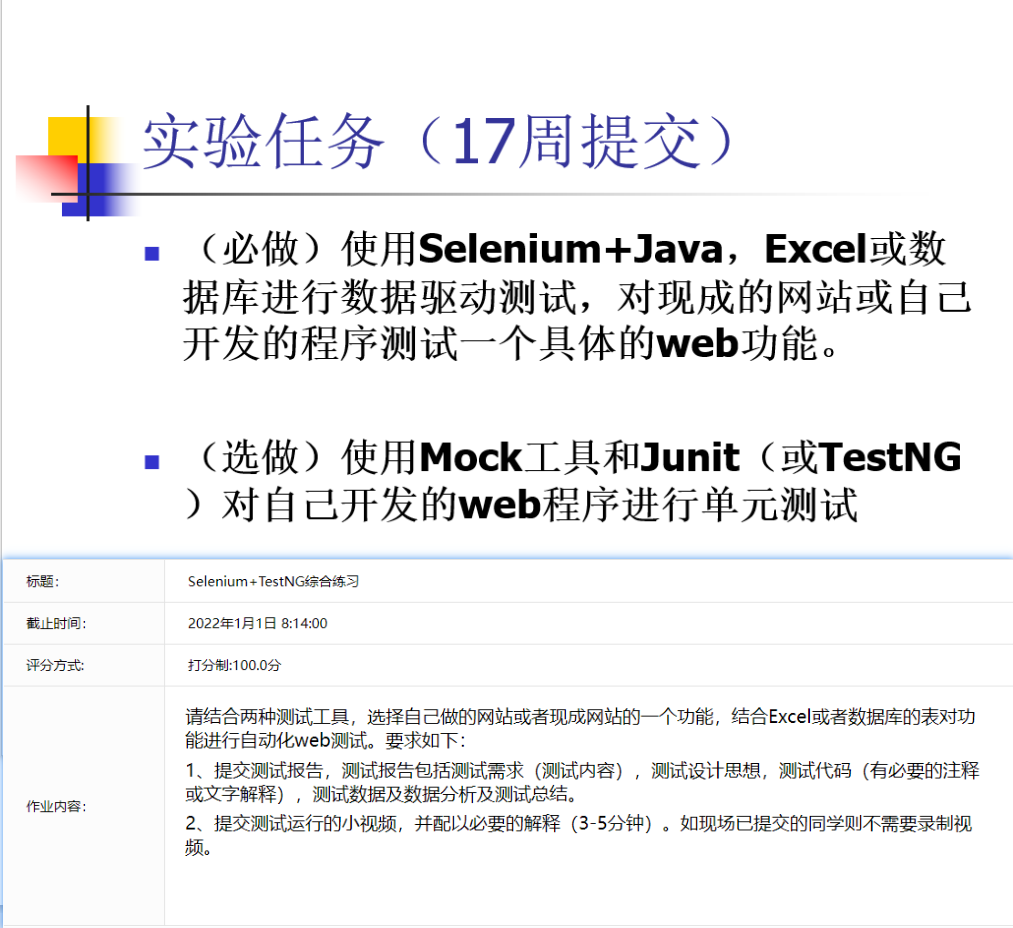 实验任务（17周提交）
（必做）使用Selenium+Java，Excel或数
据库进行数据驱动测试，对现成的网站或自己
开发的程序测试一个具体的web功能。
（选做）使用Mock工具和Junit（或TestNG
）对自己开发的web程序进行单元测试
标题：
Selenium+TestNG综合练习
截止时间：
2022年1月1日 8:14:00
评分方式:
打分制:100.0分
作业内容：
请结合两种测试工具，选择自己做的网站或者现成网站的一个功能，结合Excel或者数据库的表对功
能进行自动化web测试。要求如下：
1、提交测试报告，测试报告包括测试需求（测试内容），测试设计思想，测试代码（有必要的注释
或文字解释），测试数据及数据分析及测试总结。
2、提交测试运行的小视频，并配以必要的解释（3-5分钟）。如现场已提交的同学则不需要录制视
频。